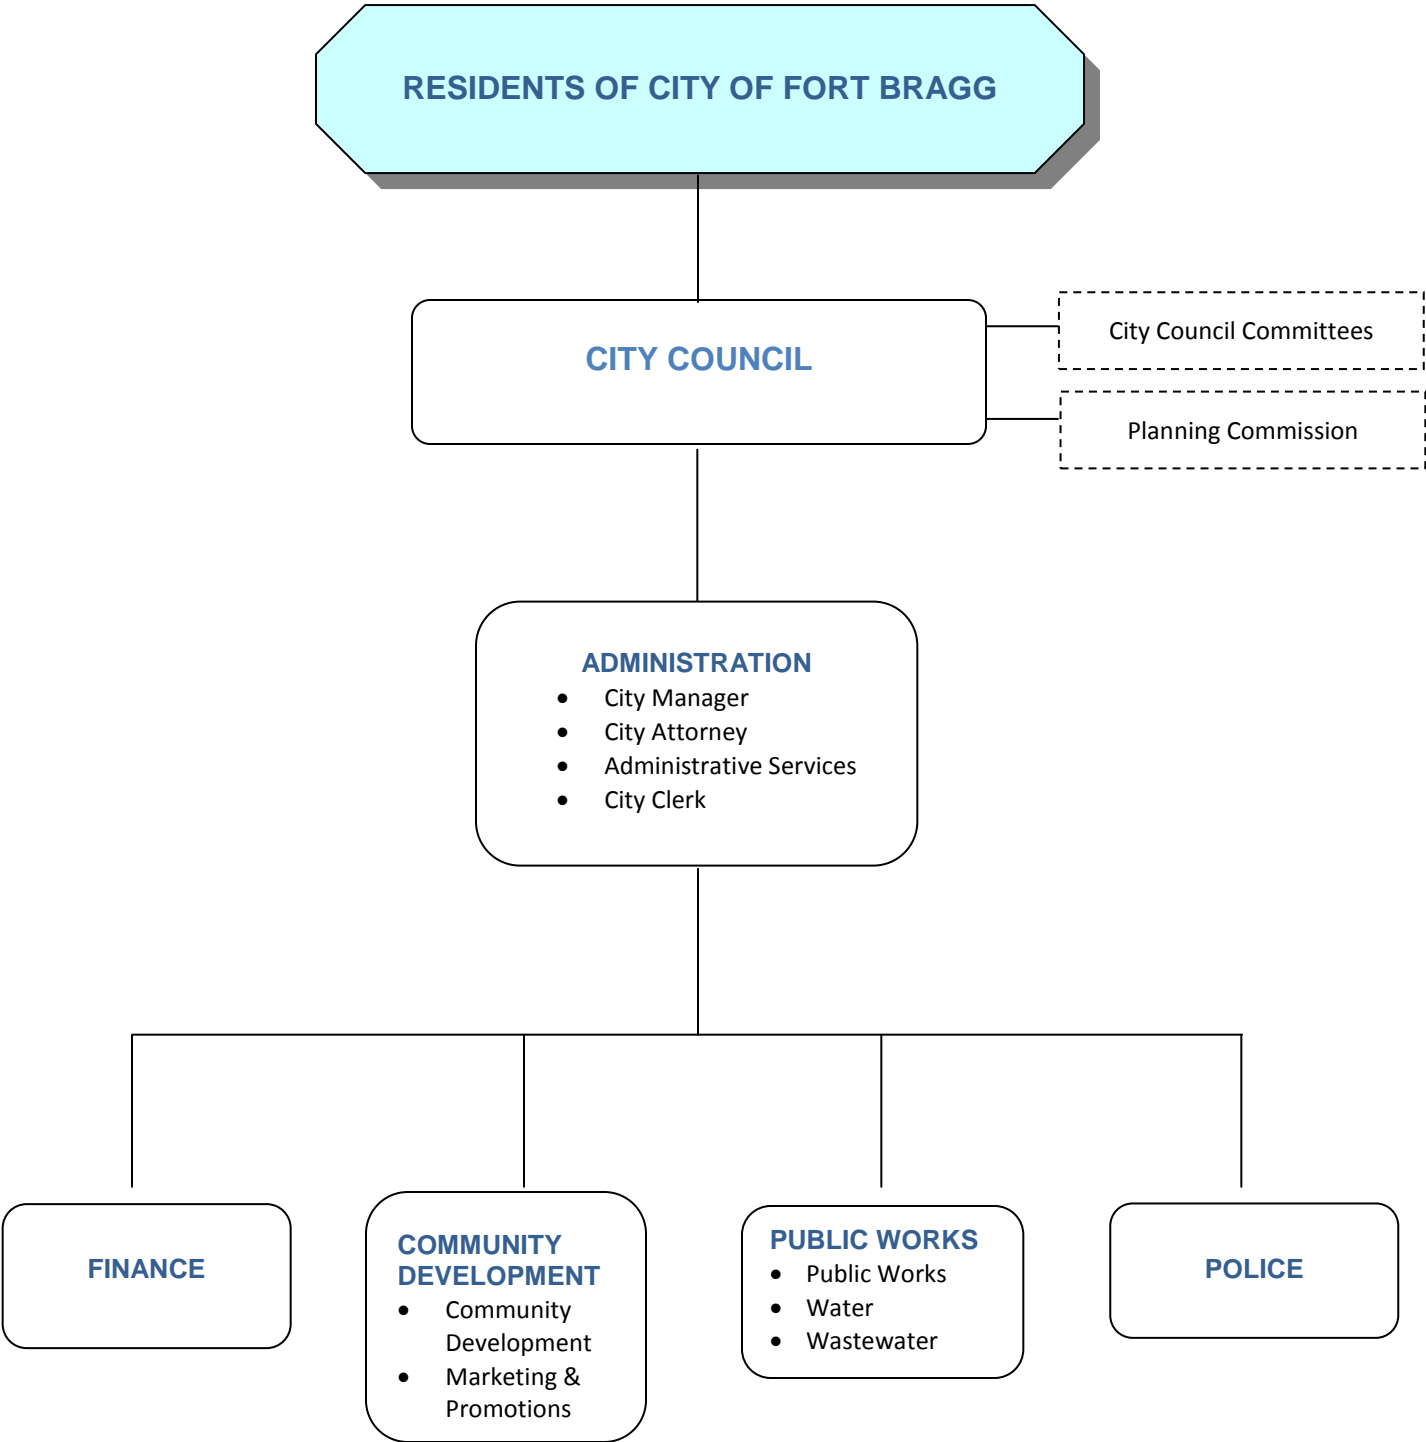 RESIDENTS OF CITY OF FORT BRAGG
CITY COUNCIL
City Council Committees
Planning Commission
ADMINISTRATION
• City Manager
• City Attorney
• Administrative Services
• City Clerk
FINANCE
COMMUNITY
DEVELOPMENT
• Community
Development
• Marketing &
Promotions
PUBLIC WORKS
• Public Works
• Water
• Wastewater
POLICE